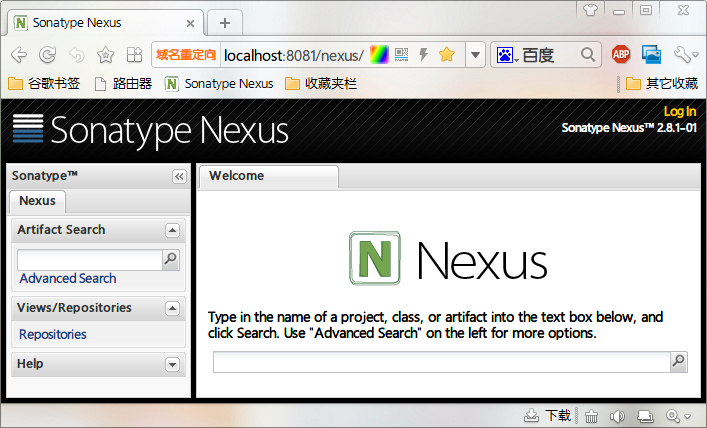 Sonatype Nexus
域名重定向 localhost:8081/nexus/ 百度 ABP
谷歌书签 路由器 Sonatype Nexus 收藏夹栏 其它收藏
Sonatype Nexus
Log In
Sonatype Nexus™ 2.8.1-01
Sonatype™
Nexus
Artifact Search
Advanced Search
Views/Repositories
Repositories
Help
Welcome
N Nexus
Type in the name of a project, class, or artifact into the text box below, and
click Search. Use "Advanced Search" on the left for more options.
下载